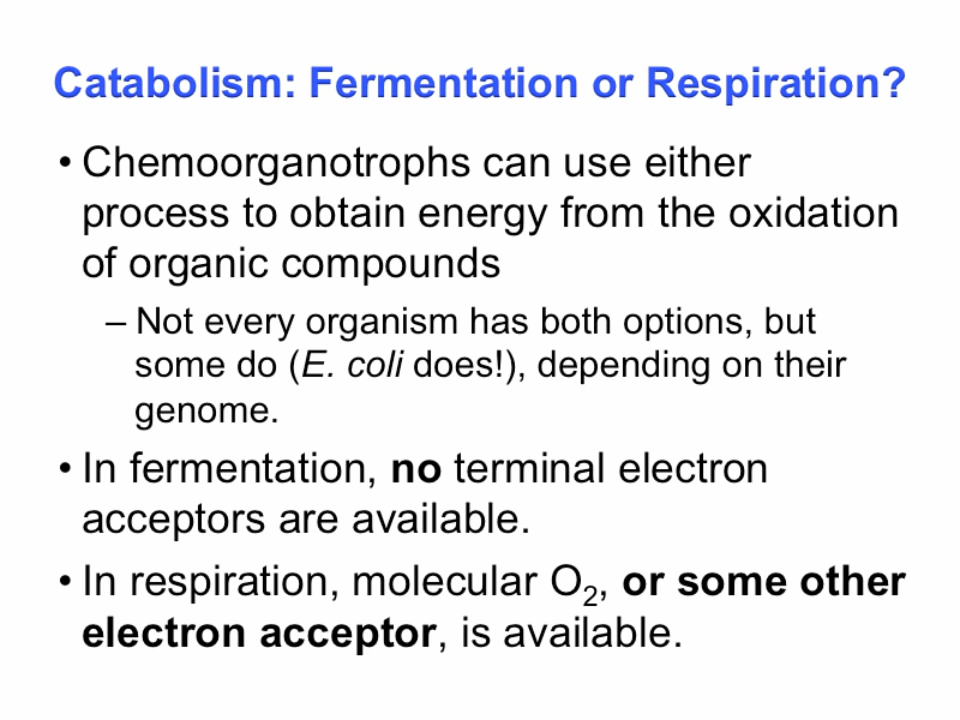 Catabolism: Fermentation or Respiration?
• Chemoorganotrophs can use either
process to obtain energy from the oxidation
of organic compounds
– Not every organism has both options, but
some do (E. coli does!), depending on their
genome.
• In fermentation, no terminal electron
acceptors are available.
• In respiration, molecular O₂, or some other
electron acceptor, is available.